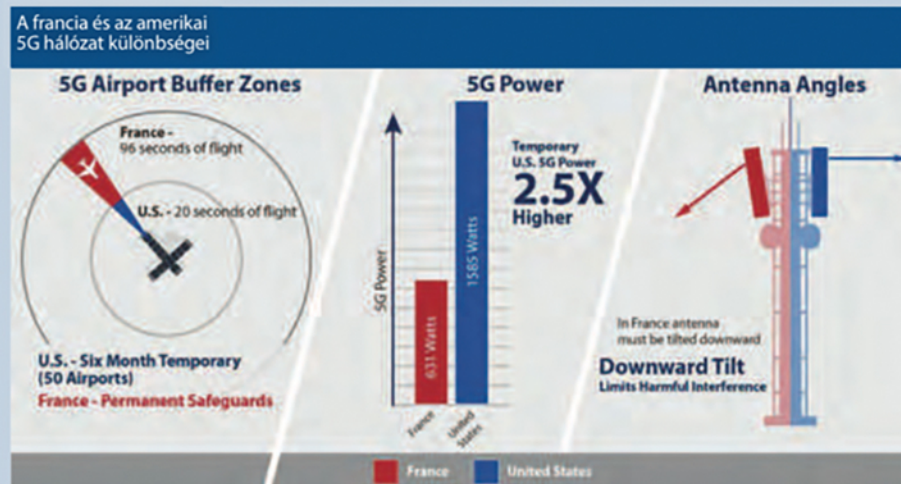 A francia és az amerikai
5G hálózat különbségei
5G Airport Buffer Zones
France -
96 seconds of flight
U.S. - 20 seconds of flight
U.S. - Six Month Temporary
(50 Airports)
France - Permanent Safeguards
5G Power
5G Power
631 Watts
1585 Watts
France
United
States
Temporary
U.S. 5G Power
2.5X
Higher
Antenna Angles
In France antenna
must be tilted downward
Downward Tilt
Limits Harmful Interference
France
United States